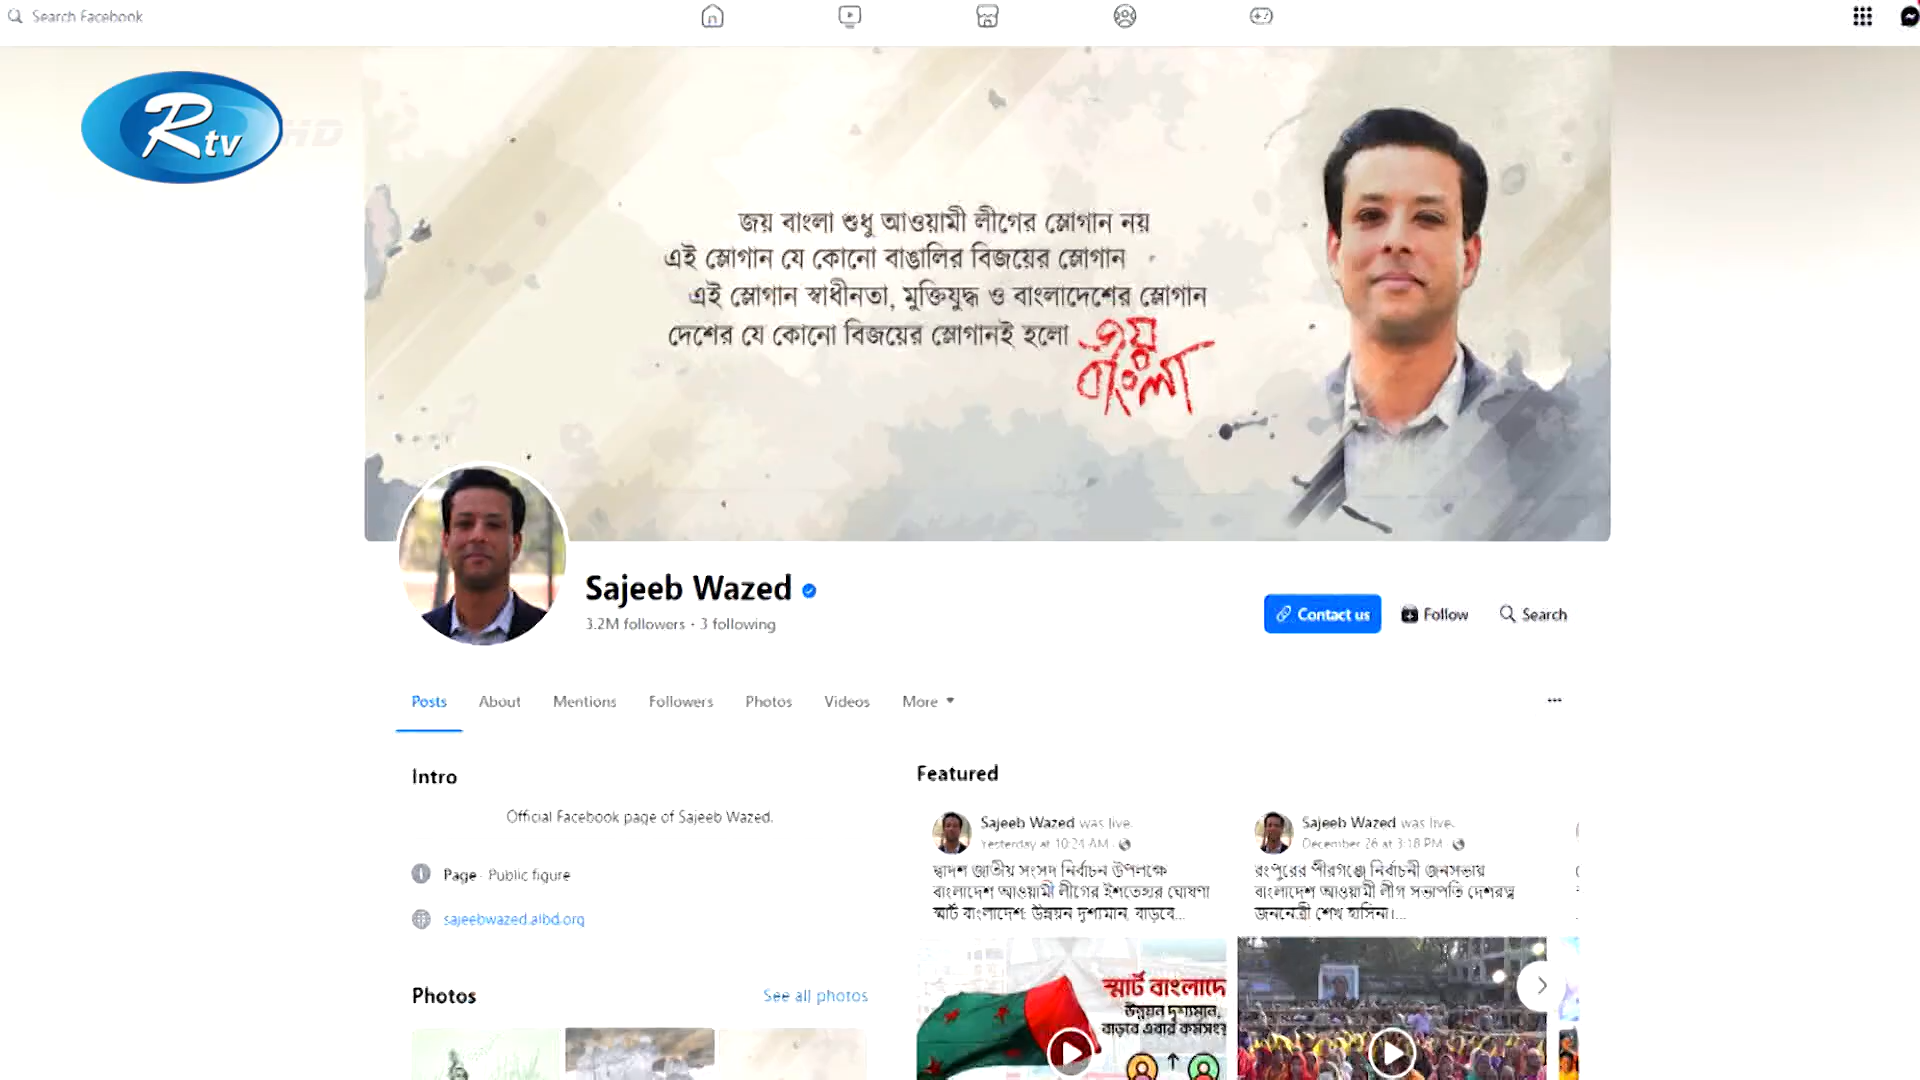 Search Facebook
Rtv
HD
জয় বাংলা শুধু আওয়ামী লীগের স্লোগান নয়
এই স্লোগান যে কোনো বাঙালির বিজয়ের স্লোগান
এই স্লোগান স্বাধীনতা, মুক্তিযুদ্ধ ও বাংলাদেশের স্লোগান
দেশের যে কোনো বিজয়ের স্লোগানই হলো
জয়
বাংলা
Sajeeb Wazed
3.2M followers · 3 following
Contact us
Follow
Search
Posts
About
Mentions
Followers
Photos
Videos
More
Intro
Official Facebook page of Sajeeb Wazed.
Page · Public figure
sajeebwazed.albd.org
Photos
See all photos
Featured
Sajeeb Wazed was live.
Yesterday at 10:24 AM ·
দ্বাদশ জাতীয় সংসদ নির্বাচন উপলক্ষে
বাংলাদেশ আওয়ামী লীগের ইশতেহার ঘোষণা
স্মার্ট বাংলাদেশ: উন্নয়ন দৃশ্যমান, বাড়বে...
স্মার্ট বাংলাদে
উন্নয়ন দৃশ্যমান,
বাড়বে এবার কর্মসং
Sajeeb Wazed was live.
December 26 at 3:18 PM ·
রংপুরের পীরগঞ্জে নির্বাচনী জনসভায়
বাংলাদেশ আওয়ামী লীগ সভাপতি দেশরত্ন
জননেত্রী শেখ হাসিনা।...